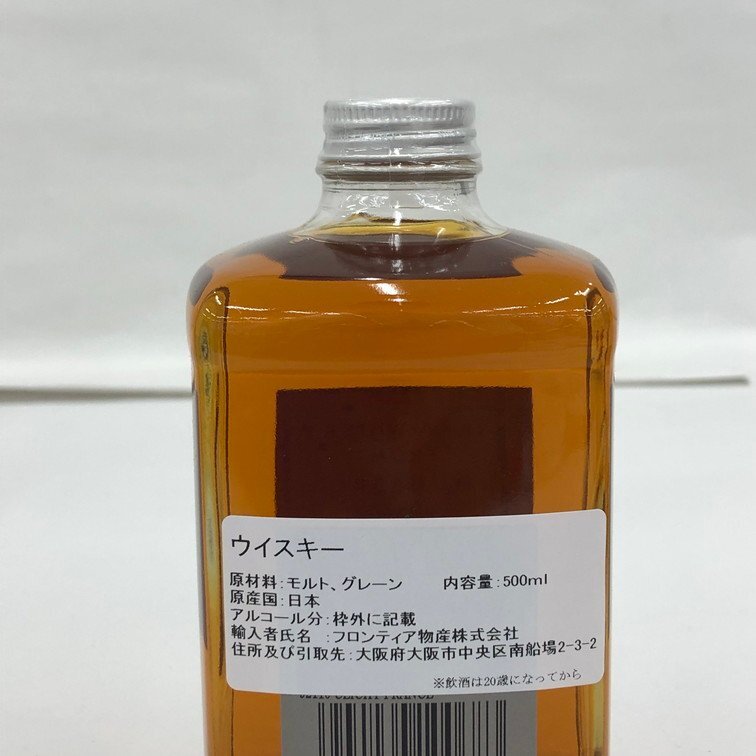 ウイスキー
原材料:モルト、グレーン 内容量:500ml
原産国:日本
アルコール分:枠外に記載
輸入者氏名 :フロンティア物産株式会社
住所及び引取先:大阪府大阪市中央区南船場2-3-2
※飲酒は20歳になってから